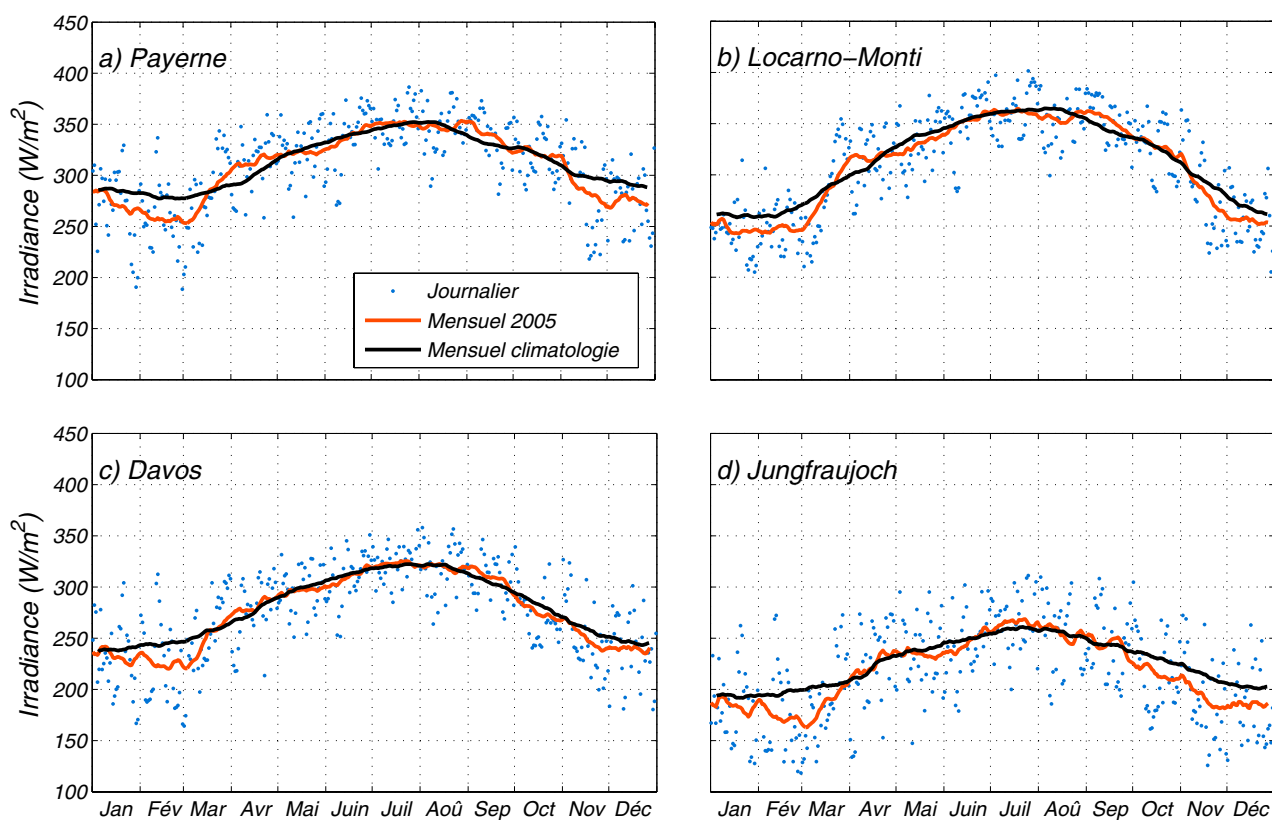 450
400
350
300
250
200
150
100
Irradiance (W/m²)
a) Payerne
Journalier
Mensuel 2005
Mensuel climatologie
b) Locarno–Monti
450
400
350
300
250
200
150
100
Irradiance (W/m²)
c) Davos
d) Jungfraujoch
Jan Fév Mar Avr Mai Juin Juil Aoû Sep Oct Nov Déc
Jan Fév Mar Avr Mai Juin Juil Aoû Sep Oct Nov Déc